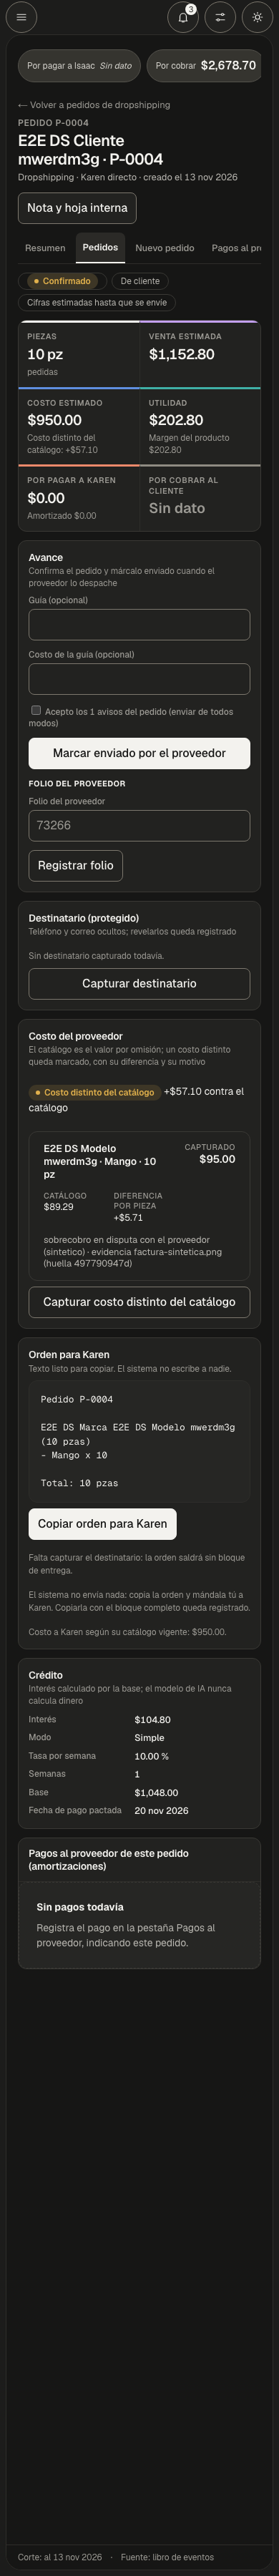 3
Por pagar a Isaac Sin dato
Por cobrar $2,678.70
← Volver a pedidos de dropshipping
PEDIDO P-0004
E2E DS Cliente
mwerdm3g · P-0004
Dropshipping · Karen directo · creado el 13 nov 2026
Nota y hoja interna
Resumen Pedidos Nuevo pedido Pagos al pro
Confirmado De cliente
Cifras estimadas hasta que se envíe
PIEZAS
10 pz
pedidas
VENTA ESTIMADA
$1,152.80
COSTO ESTIMADO
$950.00
Costo distinto del
catálogo: +$57.10
UTILIDAD
$202.80
Margen del producto
$202.80
POR PAGAR A KAREN
$0.00
Amortizado $0.00
POR COBRAR AL
CLIENTE
Sin dato
Avance
Confirma el pedido y márcalo enviado cuando el
proveedor lo despache
Guía (opcional)
Costo de la guía (opcional)
Acepto los 1 avisos del pedido (enviar de todos
modos)
Marcar enviado por el proveedor
FOLIO DEL PROVEEDOR
Folio del proveedor
73266
Registrar folio
Destinatario (protegido)
Teléfono y correo ocultos; revelarlos queda registrado
Sin destinatario capturado todavía.
Capturar destinatario
Costo del proveedor
El catálogo es el valor por omisión; un costo distinto
queda marcado, con su diferencia y su motivo
Costo distinto del catálogo +$57.10 contra el
catálogo
E2E DS Modelo
mwerdm3g · Mango · 10
pz
CAPTURADO
$95.00
CATÁLOGO
$89.29
DIFERENCIA
POR PIEZA
+$5.71
sobrecobro en disputa con el proveedor
(sintetico) · evidencia factura-sintetica.png
(huella 497790947d)
Capturar costo distinto del catálogo
Orden para Karen
Texto listo para copiar. El sistema no escribe a nadie.
Pedido P-0004
E2E DS Marca E2E DS Modelo mwerdm3g
(10 pzas)
- Mango x 10
Total: 10 pzas
Copiar orden para Karen
Falta capturar el destinatario: la orden saldrá sin bloque
de entrega.
El sistema no envía nada: copia la orden y mándala tú a
Karen. Copiarla con el bloque completo queda registrado.
Costo a Karen según su catálogo vigente: $950.00.
Crédito
Interés calculado por la base; el modelo de IA nunca
calcula dinero
Interés $104.80
Modo Simple
Tasa por semana 10.00 %
Semanas 1
Base $1,048.00
Fecha de pago pactada 20 nov 2026
Pagos al proveedor de este pedido
(amortizaciones)
Sin pagos todavía
Registra el pago en la pestaña Pagos al
proveedor, indicando este pedido.
Corte: al 13 nov 2026 · Fuente: libro de eventos